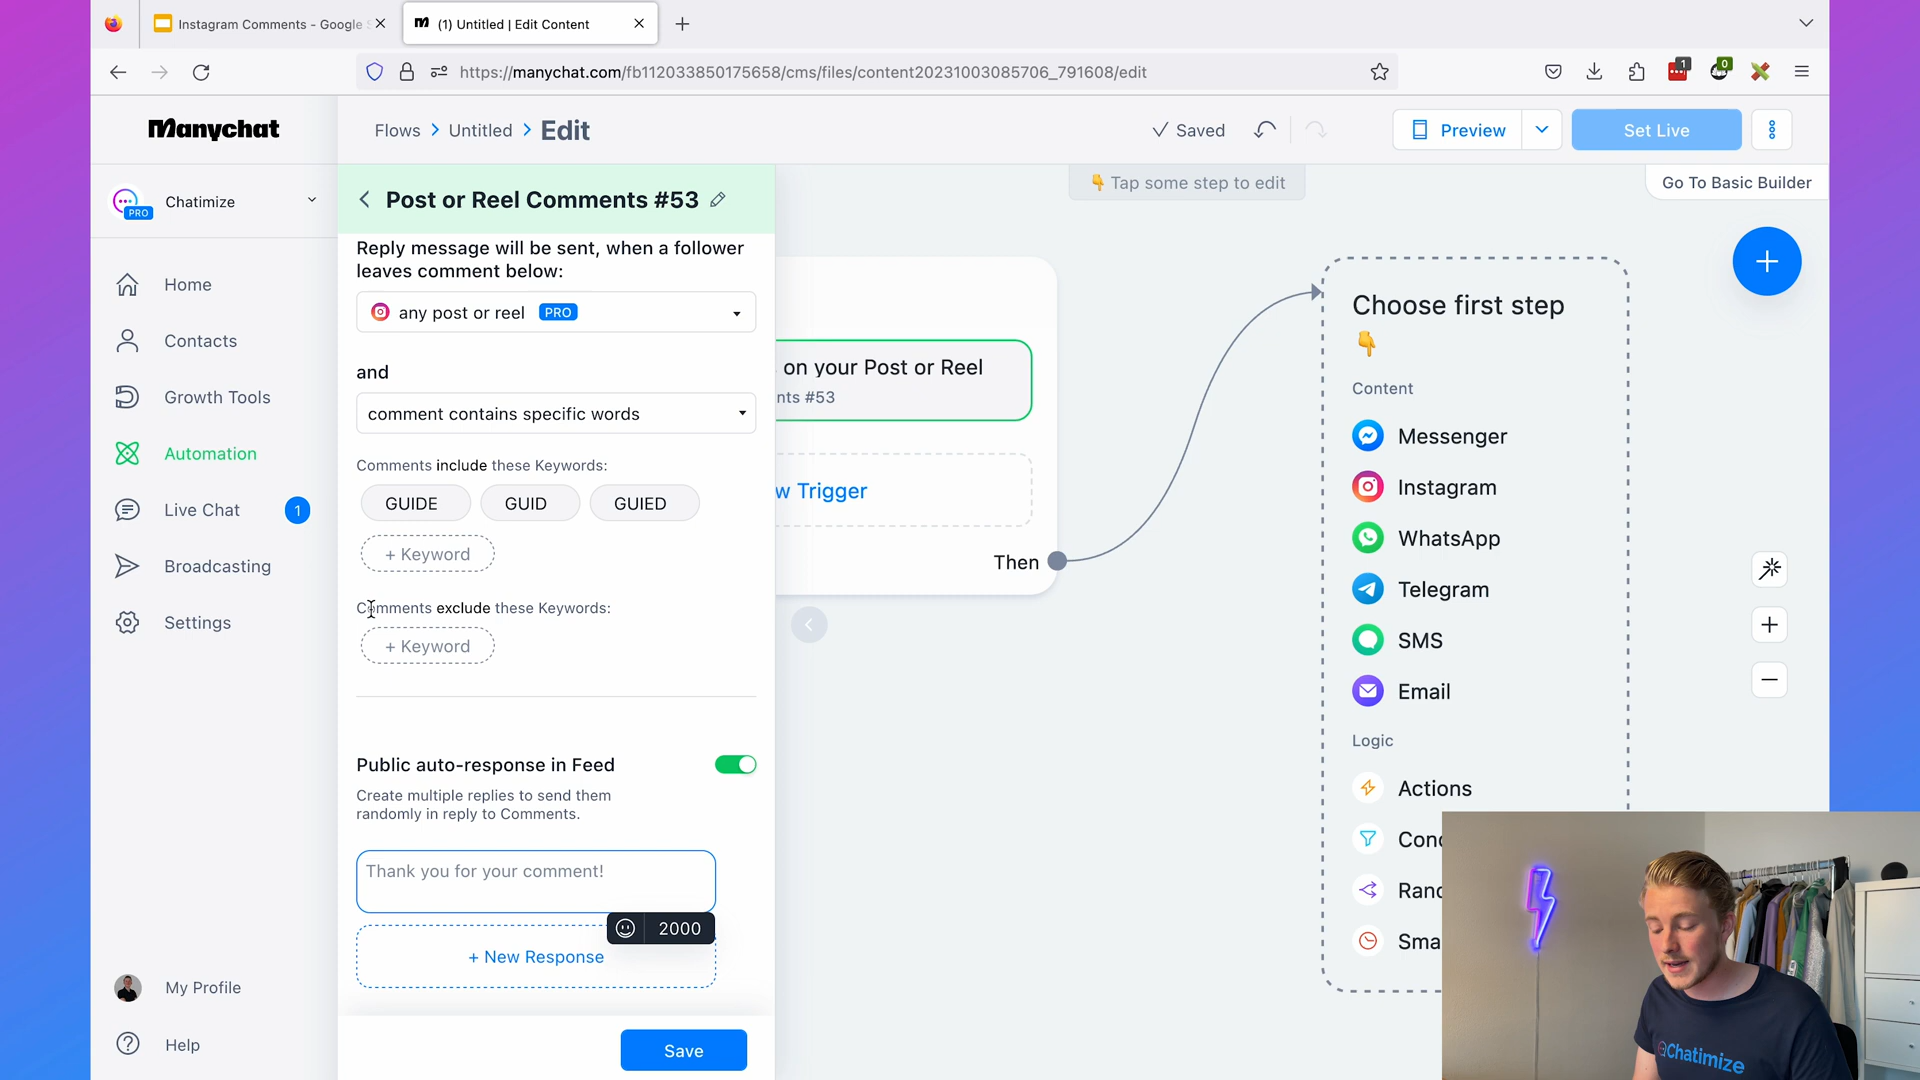 Instagram Comments - Google S
(1) Untitled | Edit Content
https://manychat.com/fb112033850175658/cms/files/content20231003085706_791608/edit
1
0
Manychat
Flows
Untitled
Edit
Saved
Preview
Set Live
Chatimize
PRO
Post or Reel Comments #53
Tap some step to edit
Go To Basic Builder
Home
Contacts
Growth Tools
Automation
Live Chat
1
Broadcasting
Settings
My Profile
Help
Reply message will be sent, when a follower
leaves comment below:
any post or reel PRO
and
comment contains specific words
Comments include these Keywords:
GUIDE
GUID
GUIED
+ Keyword
Comments exclude these Keywords:
+ Keyword
Public auto-response in Feed
Create multiple replies to send them
randomly in reply to Comments.
Thank you for your comment!
2000
+ New Response
Save
on your Post or Reel
nts #53
w Trigger
Then
Choose first step
Content
Messenger
Instagram
WhatsApp
Telegram
SMS
Email
Logic
Actions
Con
Ran
Sma
Chatimize